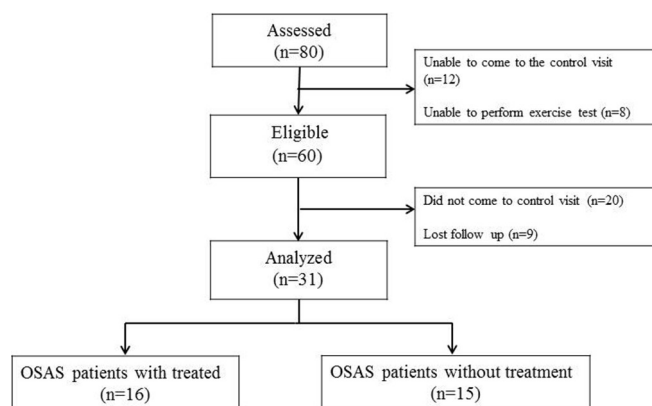 Assessed
(n=80)
Unable to come to the control visit
(n=12)
Unable to perform exercise test (n=8)
Eligible
(n=60)
Did not come to control visit (n=20)
Lost follow up (n=9)
Analyzed
(n=31)
OSAS patients with treated
(n=16)
OSAS patients without treatment
(n=15)